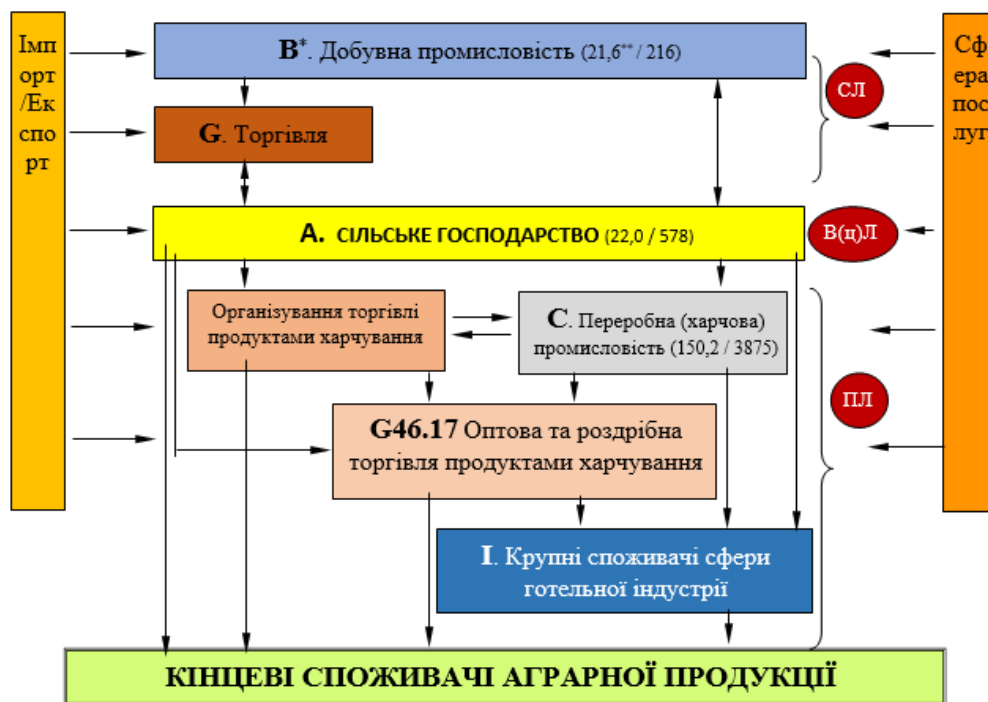 Імп
орт
/Ек
спо
рт
B*. Добувна промисловість (21,6** / 216)
Сф
ера
пос
луг
СЛ
G. Торгівля
А. СІЛЬСЬКЕ ГОСПОДАРСТВО (22,0 / 578)
В(ц)Л
Організування торгівлі
продуктами харчування
C. Переробна (харчова)
промисловість (150,2 / 3875)
ПЛ
G46.17 Оптова та роздрібна
торгівля продуктами харчування
I. Крупні споживачі сфери
готельної індустрії
КІНЦЕВІ СПОЖИВАЧІ АГРАРНОЇ ПРОДУКЦІЇ